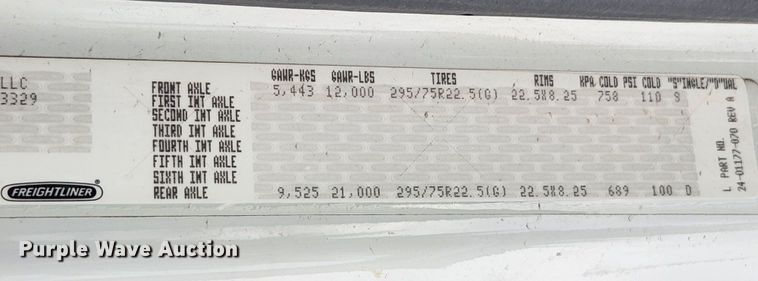 LLC
3329
GAWR-KGS GAWR-LBS TIRES RIMS KPA COLD PSI COLD "S"INGLE/"D"UAL
FRONT AXLE 5,443 12,000 295/75R22.5(G) 22.5X8.25 758 110 S
FIRST INT AXLE
SECOND INT AXLE
THIRD INT AXLE
FOURTH INT AXLE
FIFTH INT AXLE
SIXTH INT AXLE
REAR AXLE 9,525 21,000 295/75R22.5(G) 22.5X8.25 689 100 D
L PART NO.
24-01177-070 REV A
FREIGHTLINER
Purple Wave Auction